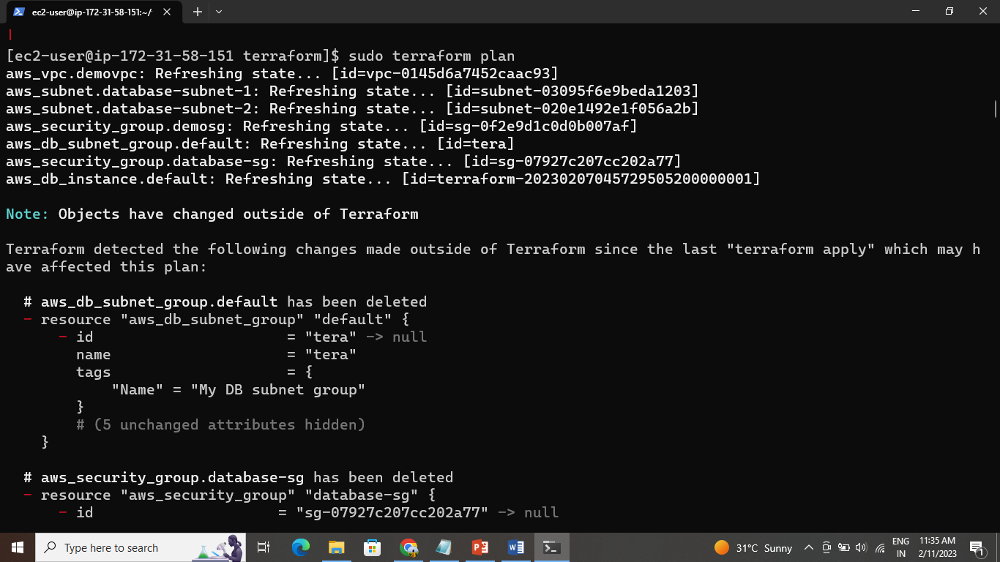 ec2-user@ip-172-31-58-151:~/
[ec2-user@ip-172-31-58-151 terraform]$ sudo terraform plan
aws_vpc.demovpc: Refreshing state... [id=vpc-0145d6a7452caac93]
aws_subnet.database-subnet-1: Refreshing state... [id=subnet-03095f6e9beda1203]
aws_subnet.database-subnet-2: Refreshing state... [id=subnet-020e1492e1f056a2b]
aws_security_group.demosg: Refreshing state... [id=sg-0f2e9d1c0d0b007af]
aws_db_subnet_group.default: Refreshing state... [id=tera]
aws_security_group.database-sg: Refreshing state... [id=sg-07927c207cc202a77]
aws_db_instance.default: Refreshing state... [id=terraform-20230207045729505200000001]
Note: Objects have changed outside of Terraform
Terraform detected the following changes made outside of Terraform since the last "terraform apply" which may h
ave affected this plan:
# aws_db_subnet_group.default has been deleted
- resource "aws_db_subnet_group" "default" {
- id = "tera" -> null
name = "tera"
tags = {
"Name" = "My DB subnet group"
}
# (5 unchanged attributes hidden)
}
# aws_security_group.database-sg has been deleted
- resource "aws_security_group" "database-sg" {
- id = "sg-07927c207cc202a77" -> null
Type here to search
31°C Sunny
ENG
IN
11:35 AM
2/11/2023
1